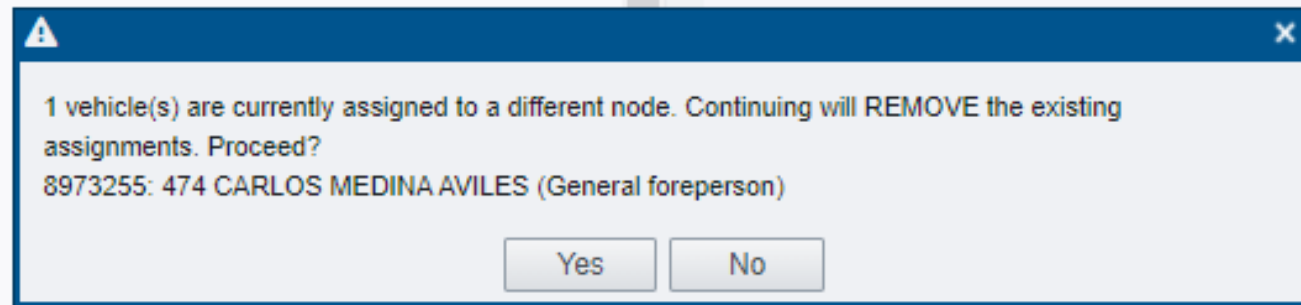 1 vehicle(s) are currently assigned to a different node. Continuing will REMOVE the existing
assignments. Proceed?
8973255: 474 CARLOS MEDINA AVILES (General foreperson)
Yes No